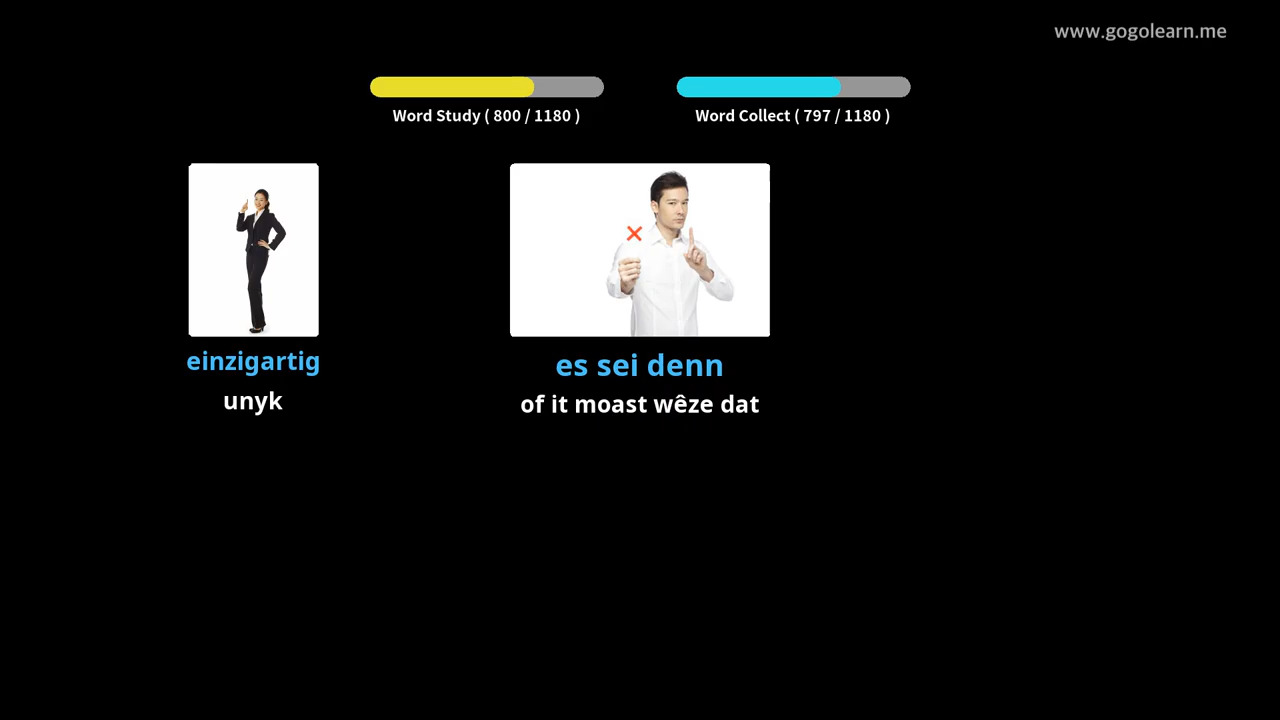 www.gogolearn.me
Word Study ( 800 / 1180 )
Word Collect ( 797 / 1180 )
einzigartig
unyk
es sei denn
of it moast wêze dat